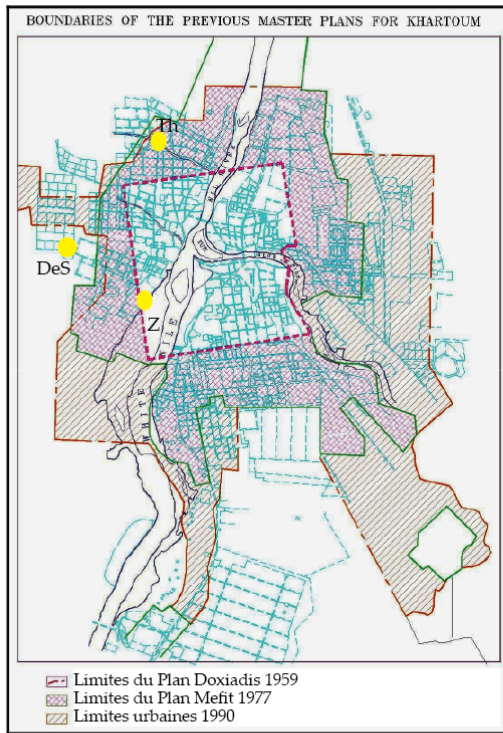 BOUNDARIES OF THE PREVIOUS MASTER PLANS FOR KHARTOUM
Th
DeS
Z
WHITE
Limites du Plan Doxiadis 1959
Limites du Plan Mefit 1977
Limites urbaines 1990